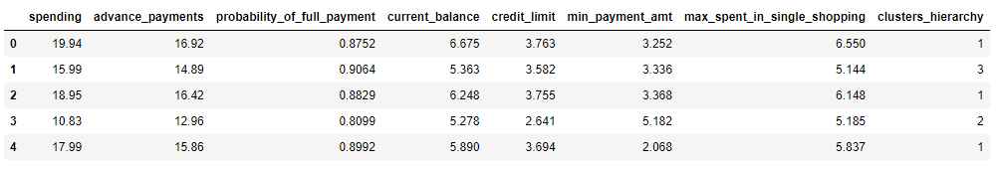 spending advance_payments probability_of_full_payment current_balance credit_limit min_payment_amt max_spent_in_single_shopping clusters_hierarchy
0 19.94 16.92 0.8752 6.675 3.763 3.252 6.550 1
1 15.99 14.89 0.9064 5.363 3.582 3.336 5.144 3
2 18.95 16.42 0.8829 6.248 3.755 3.368 6.148 1
3 10.83 12.96 0.8099 5.278 2.641 5.182 5.185 2
4 17.99 15.86 0.8992 5.890 3.694 2.068 5.837 1